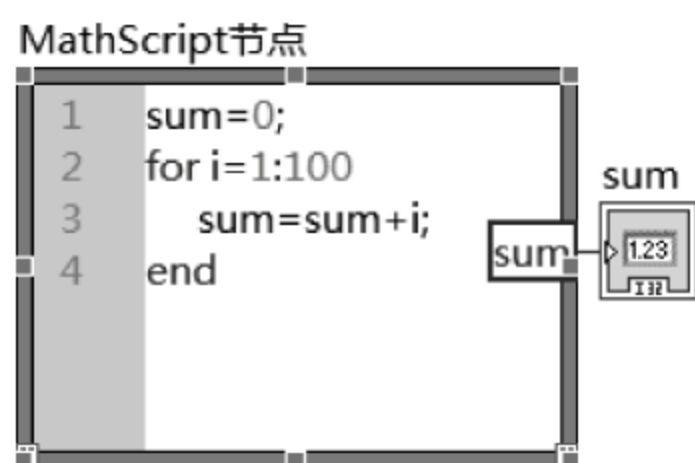 MathScript节点
1 sum=0;
2 for i=1:100
3 sum=sum+i;
4 end
sum
sum
1.23
I32